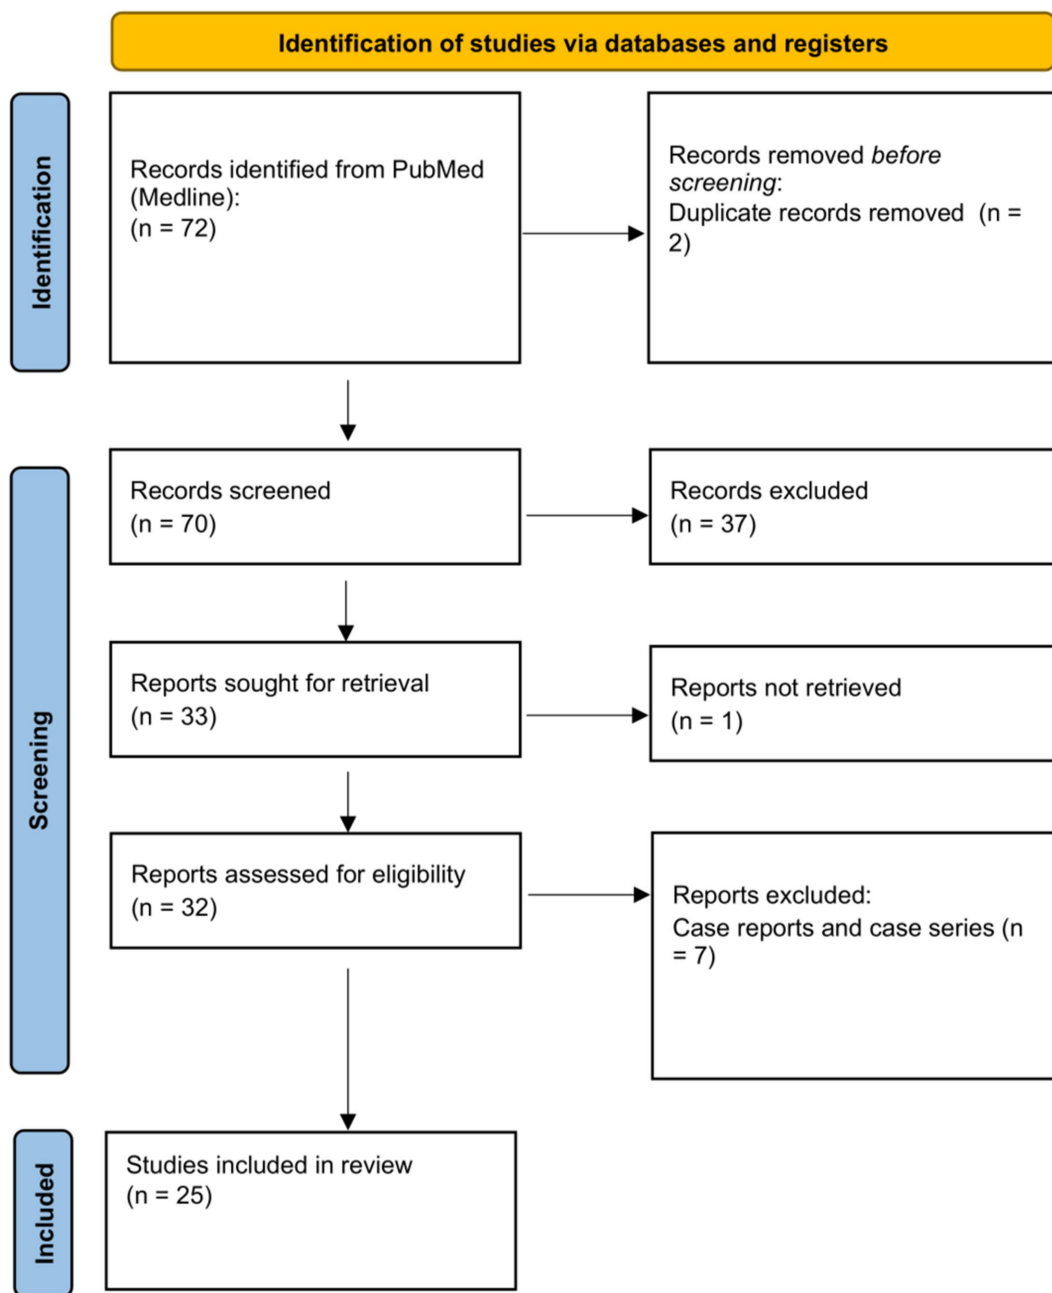 Identification of studies via databases and registers
Identification
Records identified from PubMed
(Medline):
(n = 72)
Records removed before
screening:
Duplicate records removed (n =
2)
Screening
Records screened
(n = 70)
Records excluded
(n = 37)
Reports sought for retrieval
(n = 33)
Reports not retrieved
(n = 1)
Reports assessed for eligibility
(n = 32)
Reports excluded:
Case reports and case series (n
= 7)
Included
Studies included in review
(n = 25)